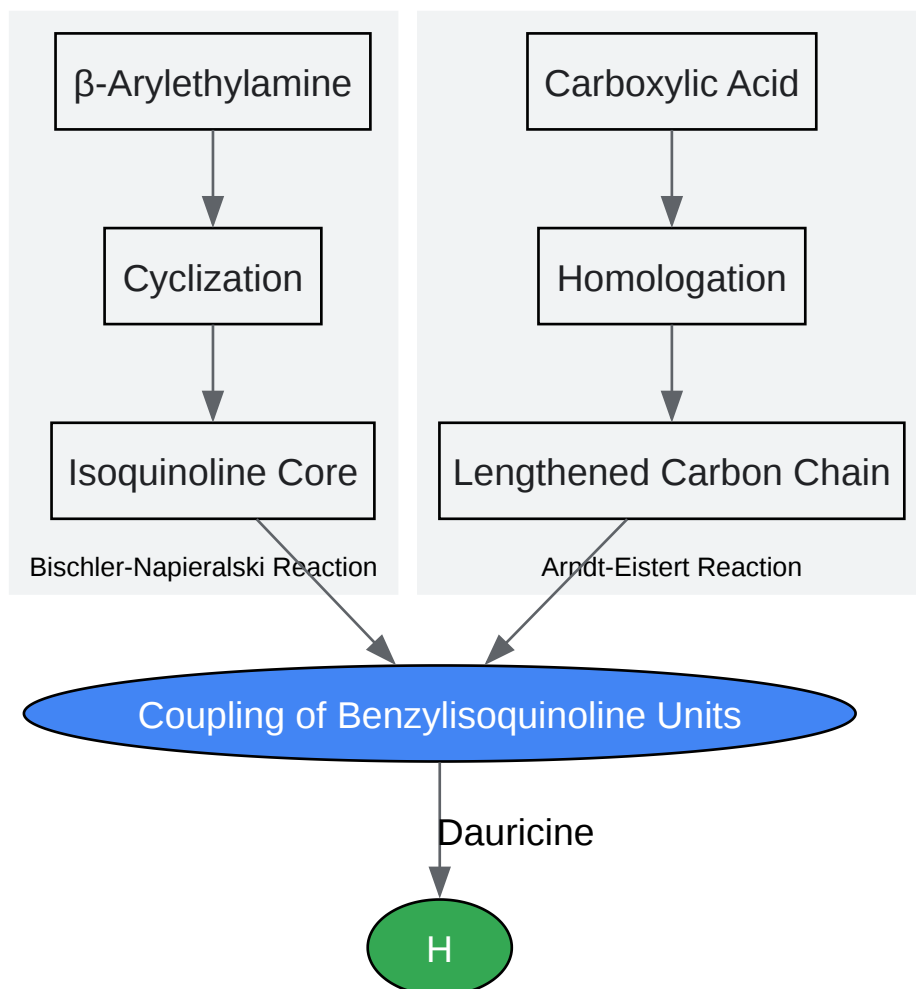 β-Arylethylamine
Cyclization
Isoquinoline Core
Bischler-Napieralski Reaction
Carboxylic Acid
Homologation
Lengthened Carbon Chain
Arndt-Eistert Reaction
Coupling of Benzylisoquinoline Units
Dauricine
H